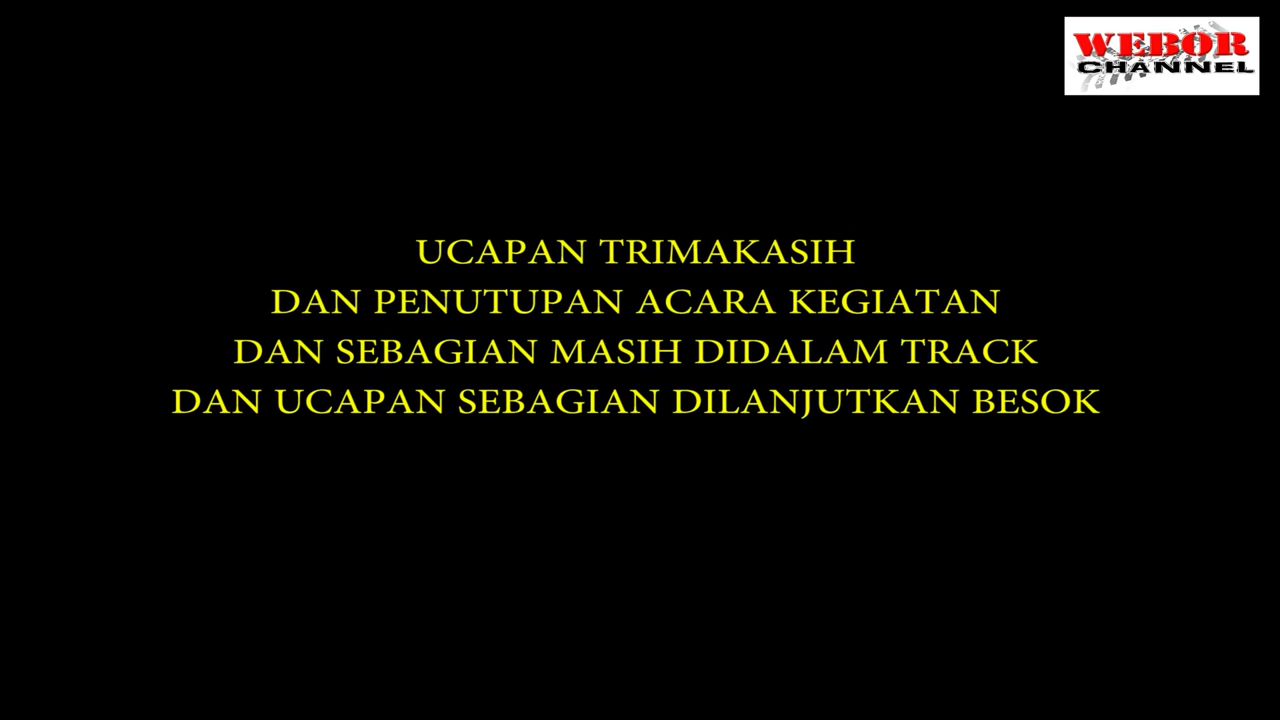 WEBOR
CHANNEL
UCAPAN TRIMAKASIH
DAN PENUTUPAN ACARA KEGIATAN
DAN SEBAGIAN MASIH DIDALAM TRACK
DAN UCAPAN SEBAGIAN DILANJUTKAN BESOK